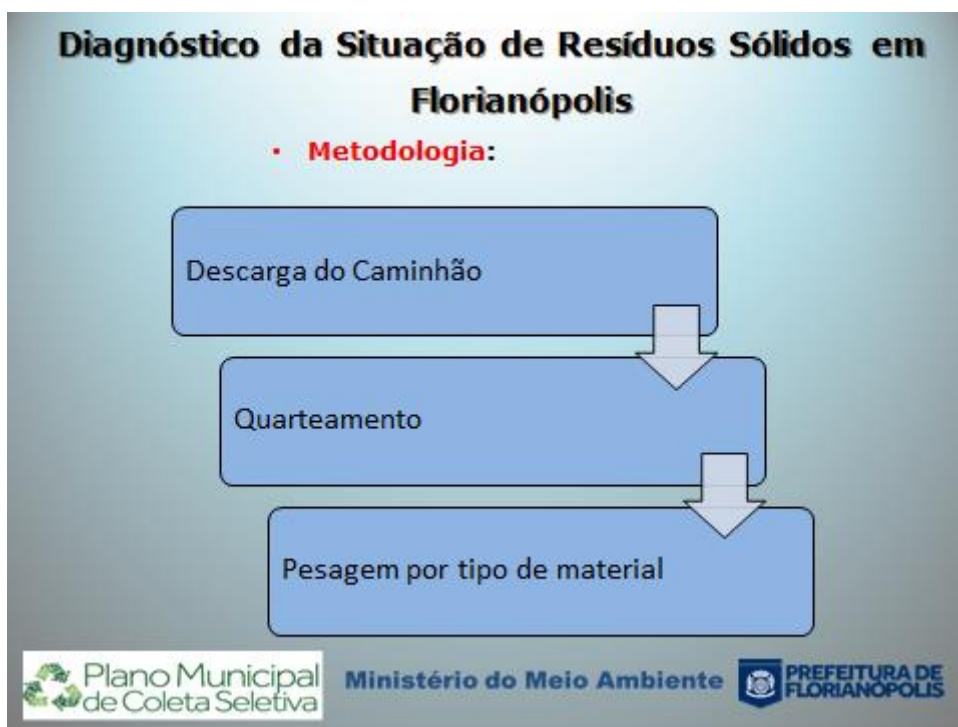 Diagnóstico da Situação de Resíduos Sólidos em
Florianópolis
• Metodologia:
Descarga do Caminhão
Quarteamento
Pesagem por tipo de material
Plano Municipal
de Coleta Seletiva
Ministério do Meio Ambiente
PREFEITURA DE
FLORIANÓPOLIS